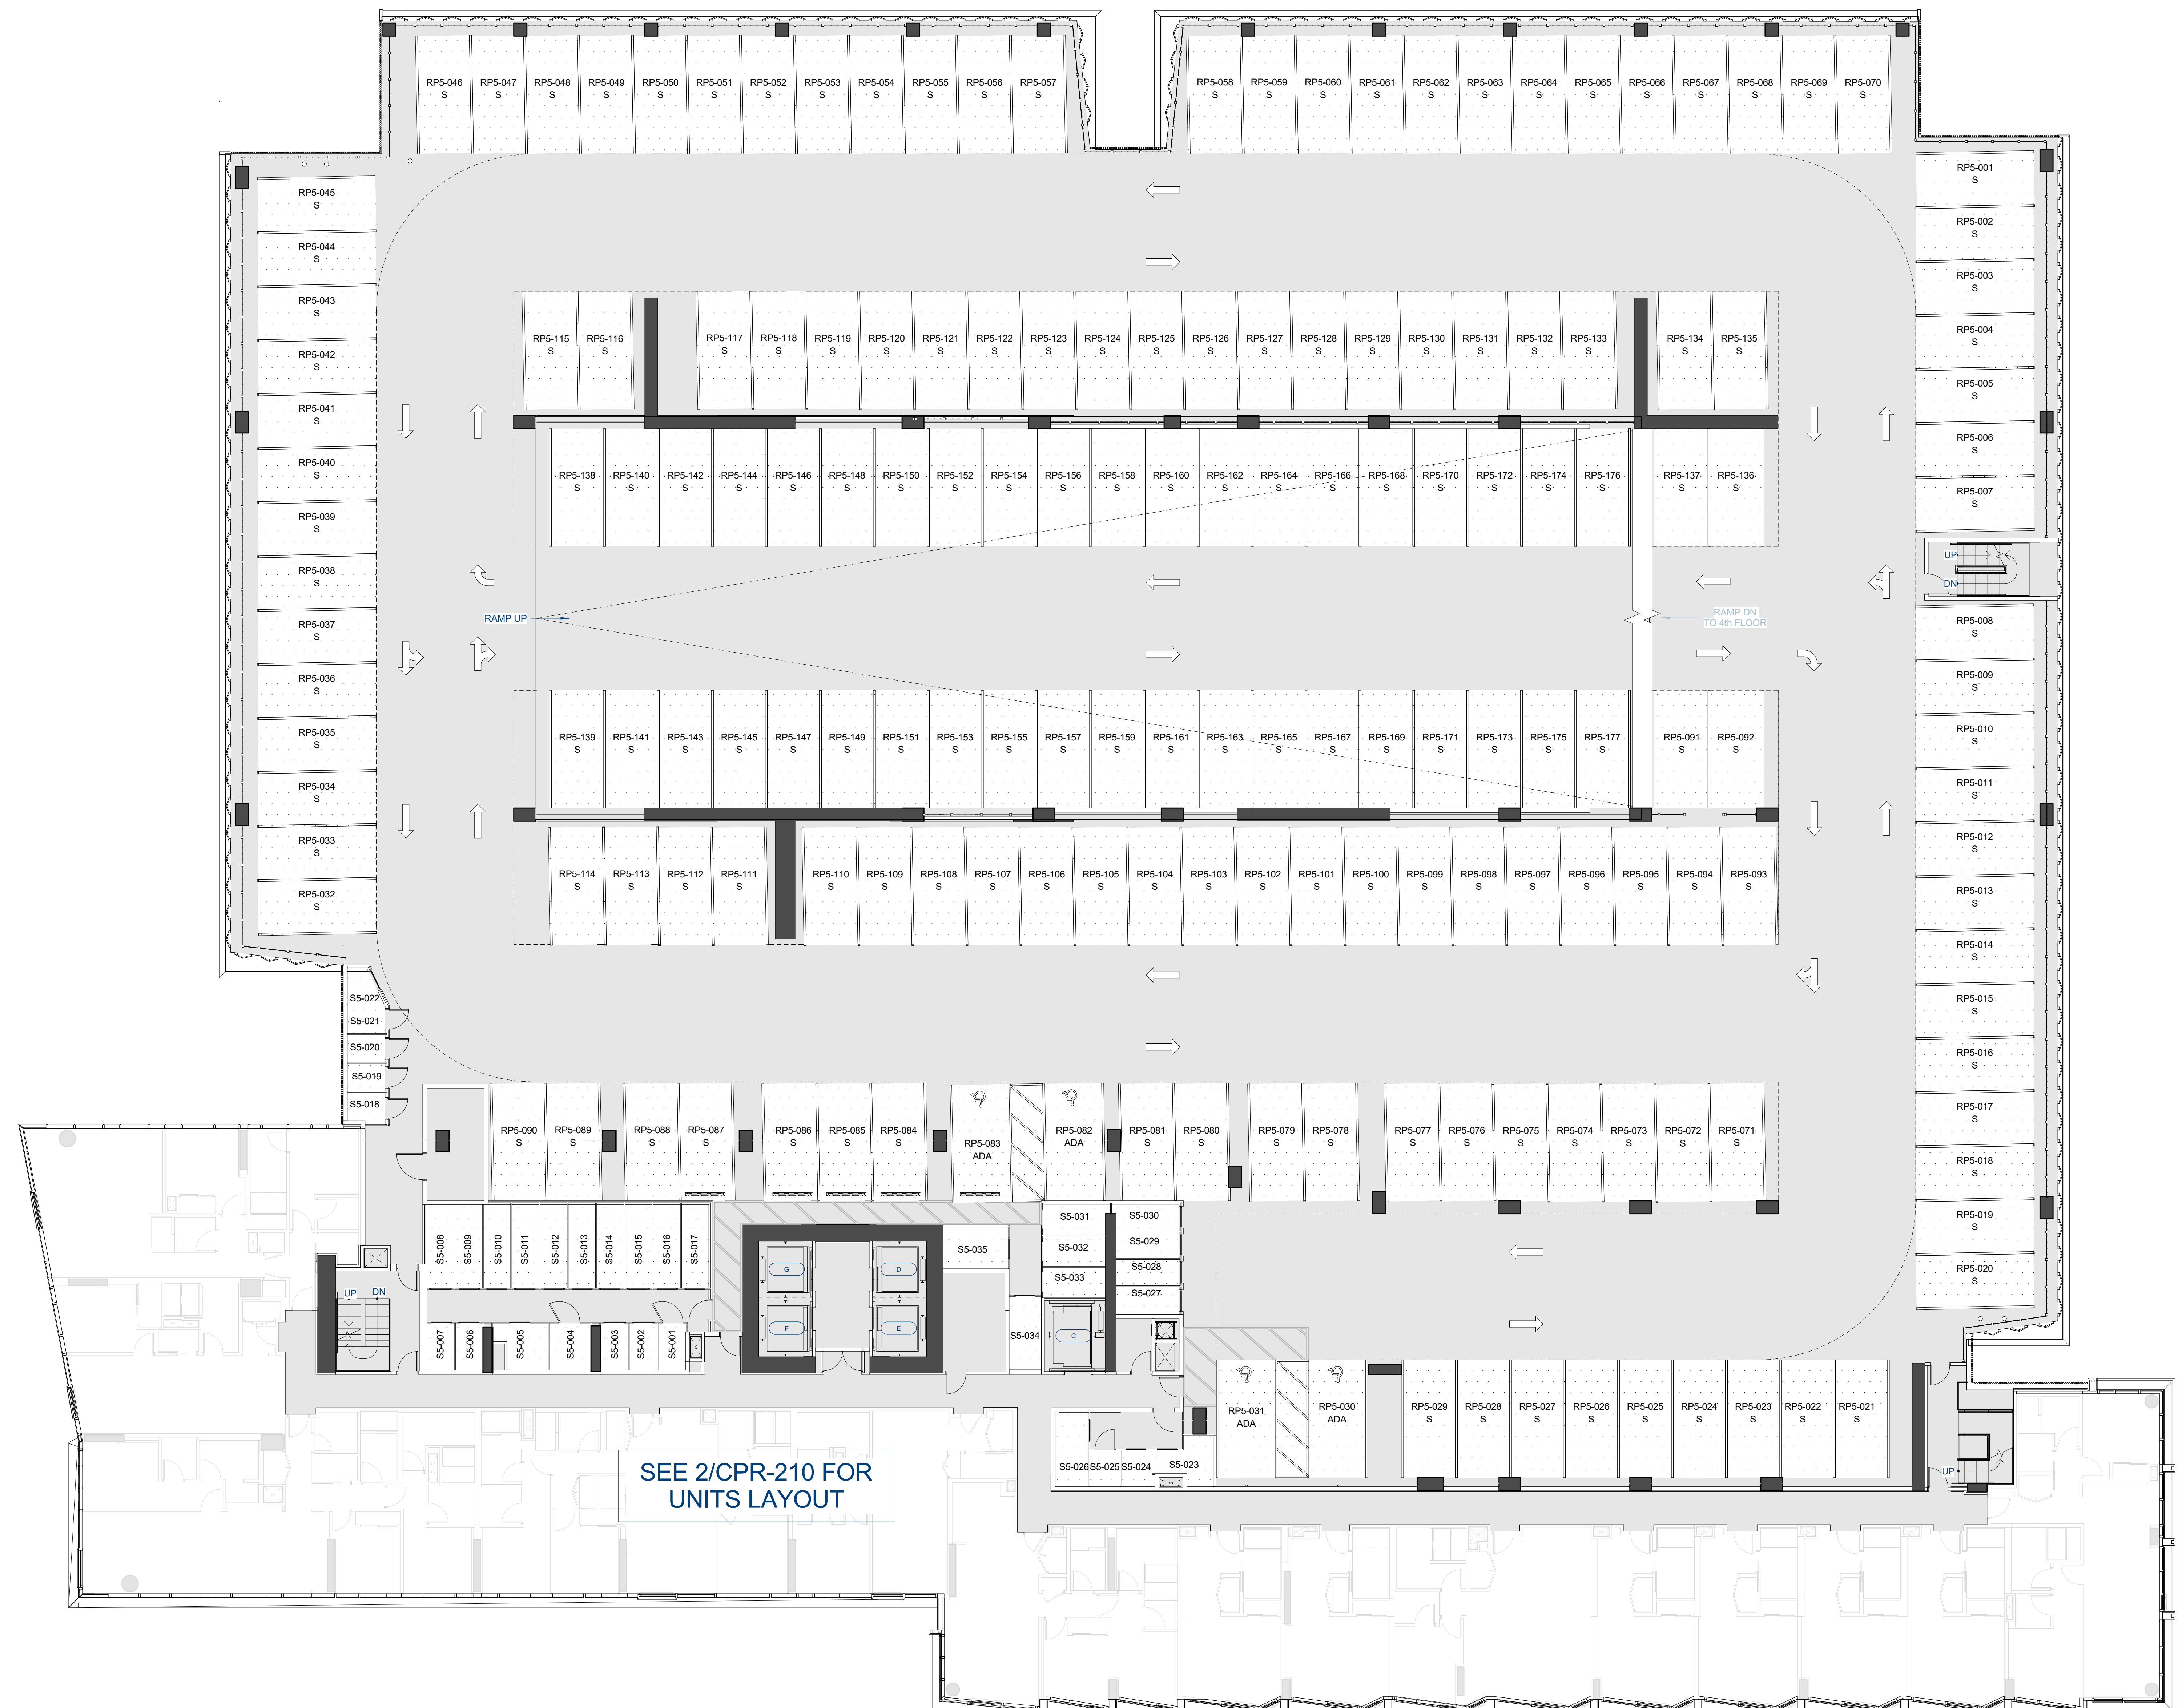 RP5-046 RP5-047 RP5-048 RP5-049 RP5-050 RP5-051 RP5-052 RP5-053 RP5-054 RP5-055 RP5-056 RP5-057 RP5-058 RP5-059 RP5-060 RP5-061 RP5-062 RP5-063 RP5-064 RP5-065 RP5-066 RP5-067 RP5-068 RP5-069 RP5-070
S S S S S S S S S S S S S S S S S S S S S S S S S
RP5-045
S
RP5-044
S
RP5-043
S
RP5-042
S
RP5-041
S
RP5-040
S
RP5-039
S
RP5-038
S
RP5-037
S
RP5-036
S
RP5-035
S
RP5-034
S
RP5-033
S
RP5-032
S
RP5-001
S
RP5-002
S
RP5-003
S
RP5-004
S
RP5-005
S
RP5-006
S
RP5-007
S
UP
DN
RP5-008
S
RP5-009
S
RP5-010
S
RP5-011
S
RP5-012
S
RP5-013
S
RP5-014
S
RP5-015
S
RP5-016
S
RP5-017
S
RP5-018
S
RP5-019
S
RP5-020
S
RP5-115 RP5-116 RP5-117 RP5-118 RP5-119 RP5-120 RP5-121 RP5-122 RP5-123 RP5-124 RP5-125 RP5-126 RP5-127 RP5-128 RP5-129 RP5-130 RP5-131 RP5-132 RP5-133 RP5-134 RP5-135
S S S S S S S S S S S S S S S S S S S S S
RP5-138 RP5-140 RP5-142 RP5-144 RP5-146 RP5-148 RP5-150 RP5-152 RP5-154 RP5-156 RP5-158 RP5-160 RP5-162 RP5-164 RP5-166 RP5-168 RP5-170 RP5-172 RP5-174 RP5-176 RP5-137 RP5-136
S S S S S S S S S S S S S S S S S S S S S S
RAMP UP
RAMP DN
TO 4th FLOOR
RP5-139 RP5-141 RP5-143 RP5-145 RP5-147 RP5-149 RP5-151 RP5-153 RP5-155 RP5-157 RP5-159 RP5-161 RP5-163 RP5-165 RP5-167 RP5-169 RP5-171 RP5-173 RP5-175 RP5-177 RP5-091 RP5-092
S S S S S S S S S S S S S S S S S S S S S S
RP5-114 RP5-113 RP5-112 RP5-111 RP5-110 RP5-109 RP5-108 RP5-107 RP5-106 RP5-105 RP5-104 RP5-103 RP5-102 RP5-101 RP5-100 RP5-099 RP5-098 RP5-097 RP5-096 RP5-095 RP5-094 RP5-093
S S S S S S S S S S S S S S S S S S S S S S
S5-022
S5-021
S5-020
S5-019
S5-018
RP5-090 RP5-089 RP5-088 RP5-087 RP5-086 RP5-085 RP5-084 RP5-083 RP5-082 RP5-081 RP5-080 RP5-079 RP5-078 RP5-077 RP5-076 RP5-075 RP5-074 RP5-073 RP5-072 RP5-071
S S S S S S S ADA ADA S S S S S S S S S S S
S5-008 S5-009 S5-010 S5-011 S5-012 S5-013 S5-014 S5-015 S5-016 S5-017
S5-031
S5-032
S5-033
S5-030
S5-029
S5-028
S5-027
S5-035
S5-034
G
D
F
E
C
UP DN
S5-007 S5-006 S5-005 S5-004 S5-003 S5-002 S5-001
RP5-031 RP5-030 RP5-029 RP5-028 RP5-027 RP5-026 RP5-025 RP5-024 RP5-023 RP5-022 RP5-021
ADA ADA S S S S S S S S S
S5-026 S5-025 S5-024 S5-023
UP
SEE 2/CPR-210 FOR
UNITS LAYOUT